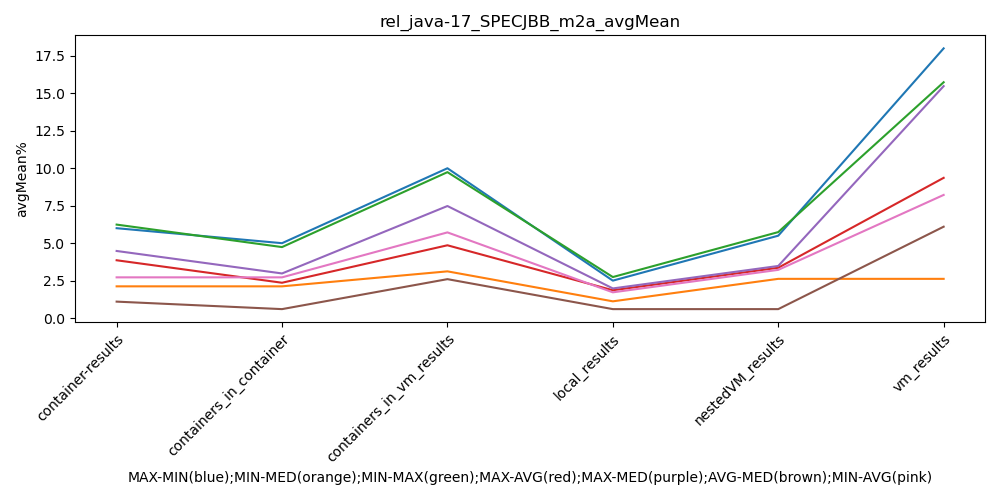 rel_java-17_SPECJBB_m2a_avgMean
avgMean%
17.5
15.0
12.5
10.0
7.5
5.0
2.5
0.0
container-results
containers_in_container
containers_in_vm_results
local_results
nestedVM_results
vm_results
MAX-MIN(blue);MIN-MED(orange);MIN-MAX(green);MAX-AVG(red);MAX-MED(purple);AVG-MED(brown);MIN-AVG(pink)